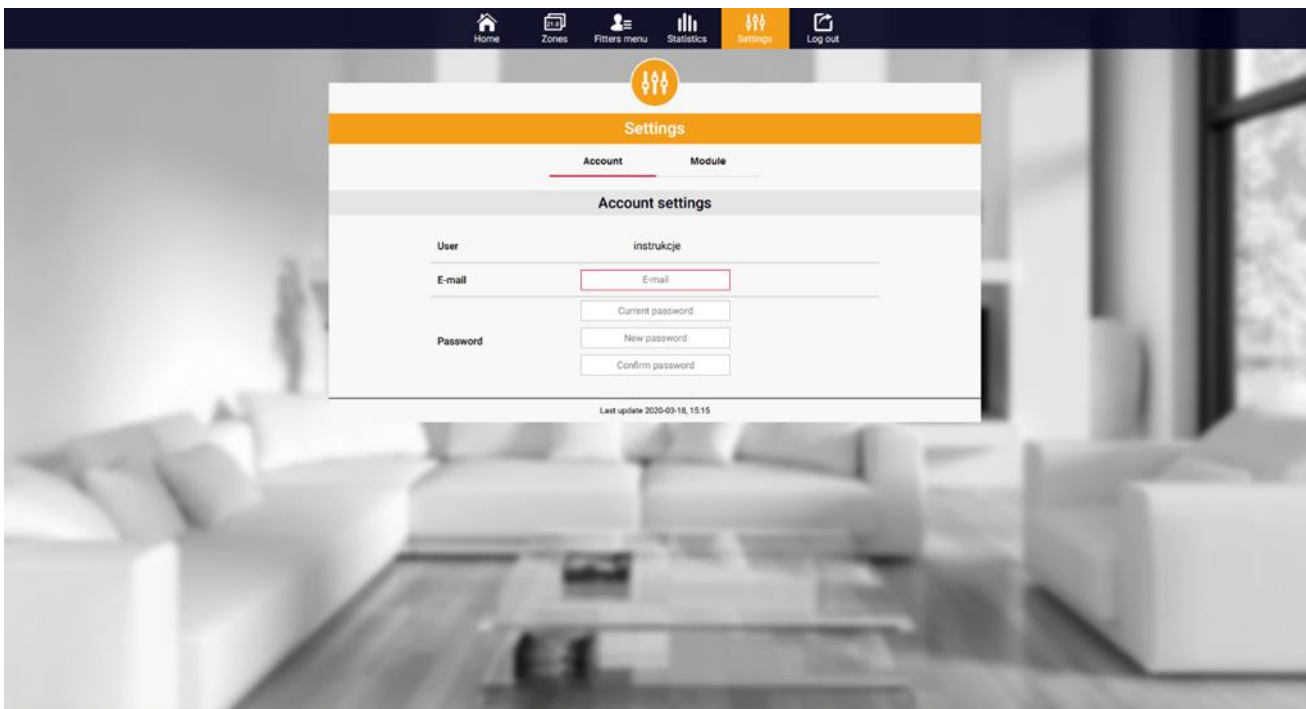 Home Zones Fitters menu Statistics Settings Log out
Settings
Account Module
Account settings
User instrukcje
E-mail E-mail
Current password
Password New password
Confirm password
Last update 2020-03-18, 15:15